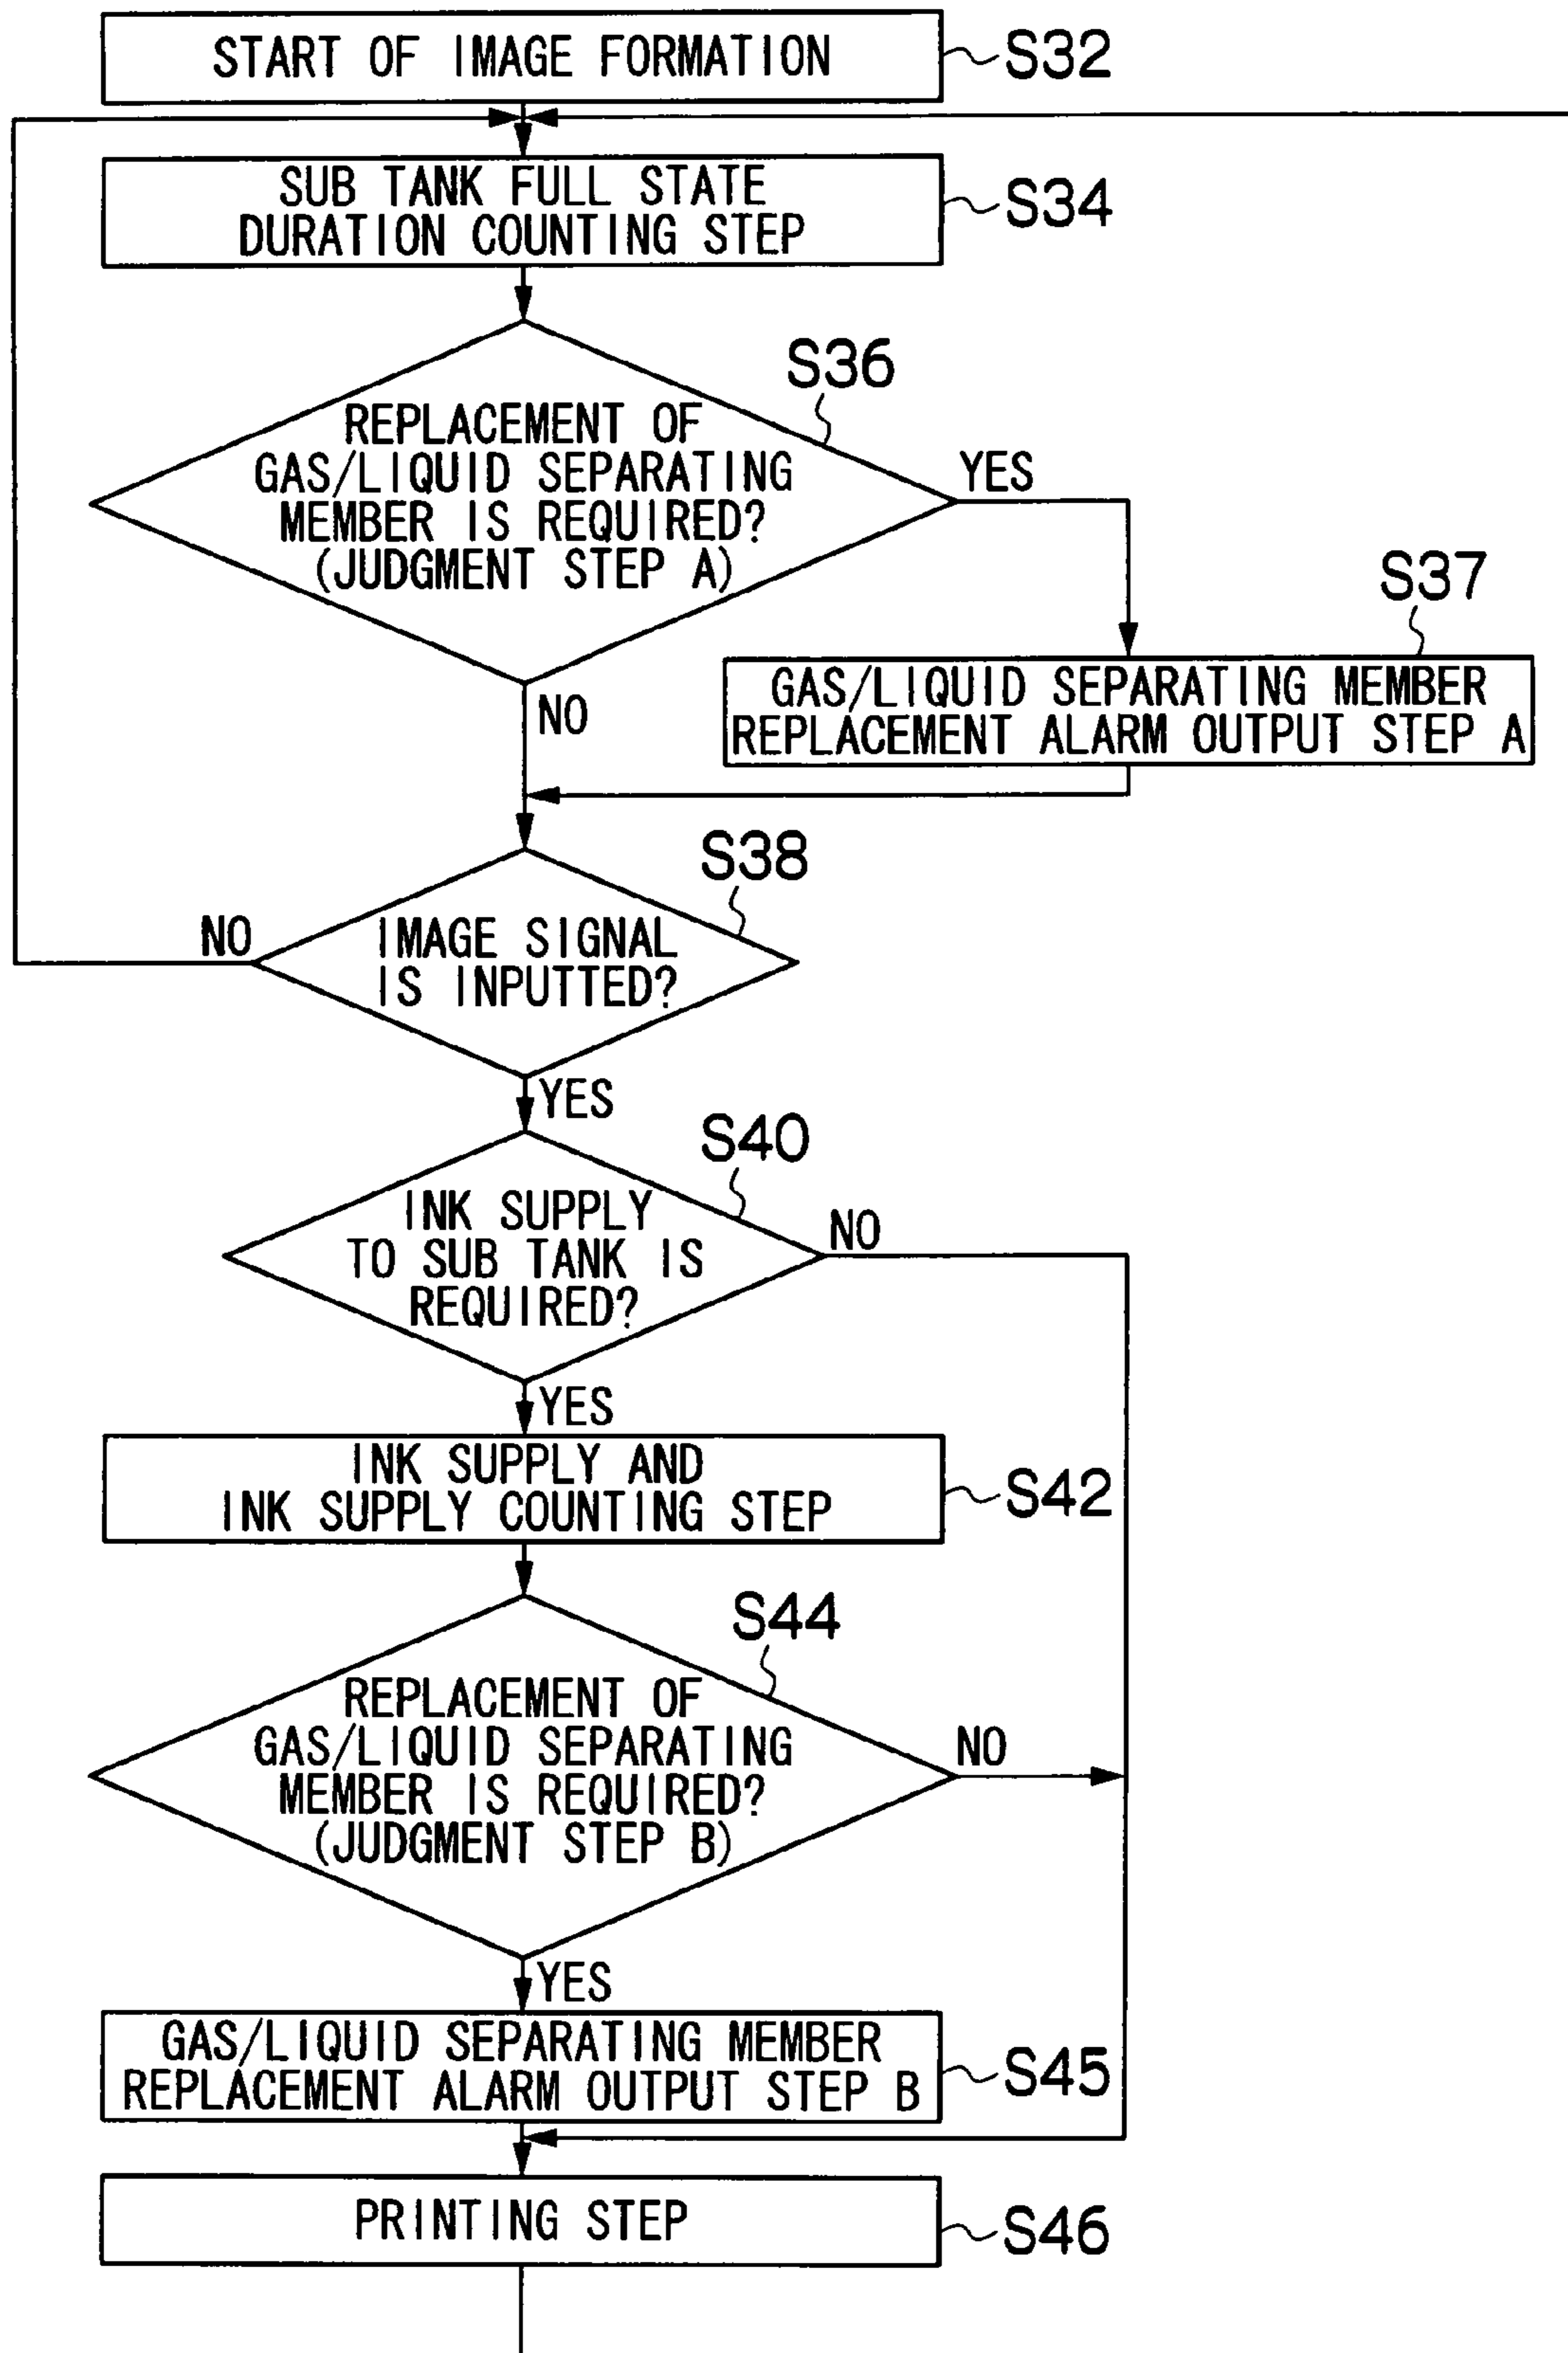 START OF IMAGE FORMATION
S32
SUB TANK FULL STATE
DURATION COUNTING STEP
S34
S36
REPLACEMENT OF
GAS/LIQUID SEPARATING
MEMBER IS REQUIRED?
(JUDGMENT STEP A)
YES
NO
S37
GAS/LIQUID SEPARATING MEMBER
REPLACEMENT ALARM OUTPUT STEP A
S38
IMAGE SIGNAL
IS INPUTTED?
NO
YES
S40
INK SUPPLY
TO SUB TANK IS
REQUIRED?
NO
YES
INK SUPPLY AND
INK SUPPLY COUNTING STEP
S42
S44
REPLACEMENT OF
GAS/LIQUID SEPARATING
MEMBER IS REQUIRED?
(JUDGMENT STEP B)
NO
YES
GAS/LIQUID SEPARATING MEMBER
REPLACEMENT ALARM OUTPUT STEP B
S45
PRINTING STEP
S46